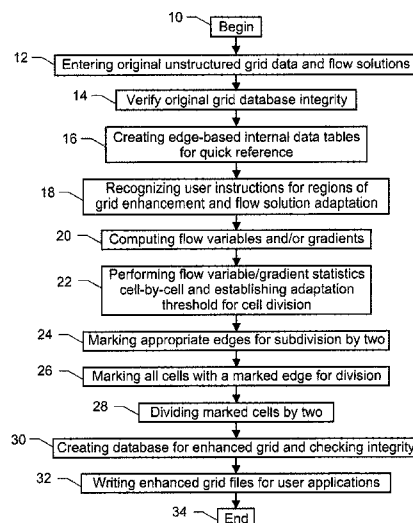 10
Begin
12
Entering original unstructured grid data and flow solutions
14
Verify original grid database integrity
16
Creating edge-based internal data tables
for quick reference
18
Recognizing user instructions for regions of
grid enhancement and flow solution adaptation
20
Computing flow variables and/or gradients
22
Performing flow variable/gradient statistics
cell-by-cell and establishing adaptation
threshold for cell division
24
Marking appropriate edges for subdivision by two
26
Marking all cells with a marked edge for division
28
Dividing marked cells by two
30
Creating database for enhanced grid and checking integrity
32
Writing enhanced grid files for user applications
34
End